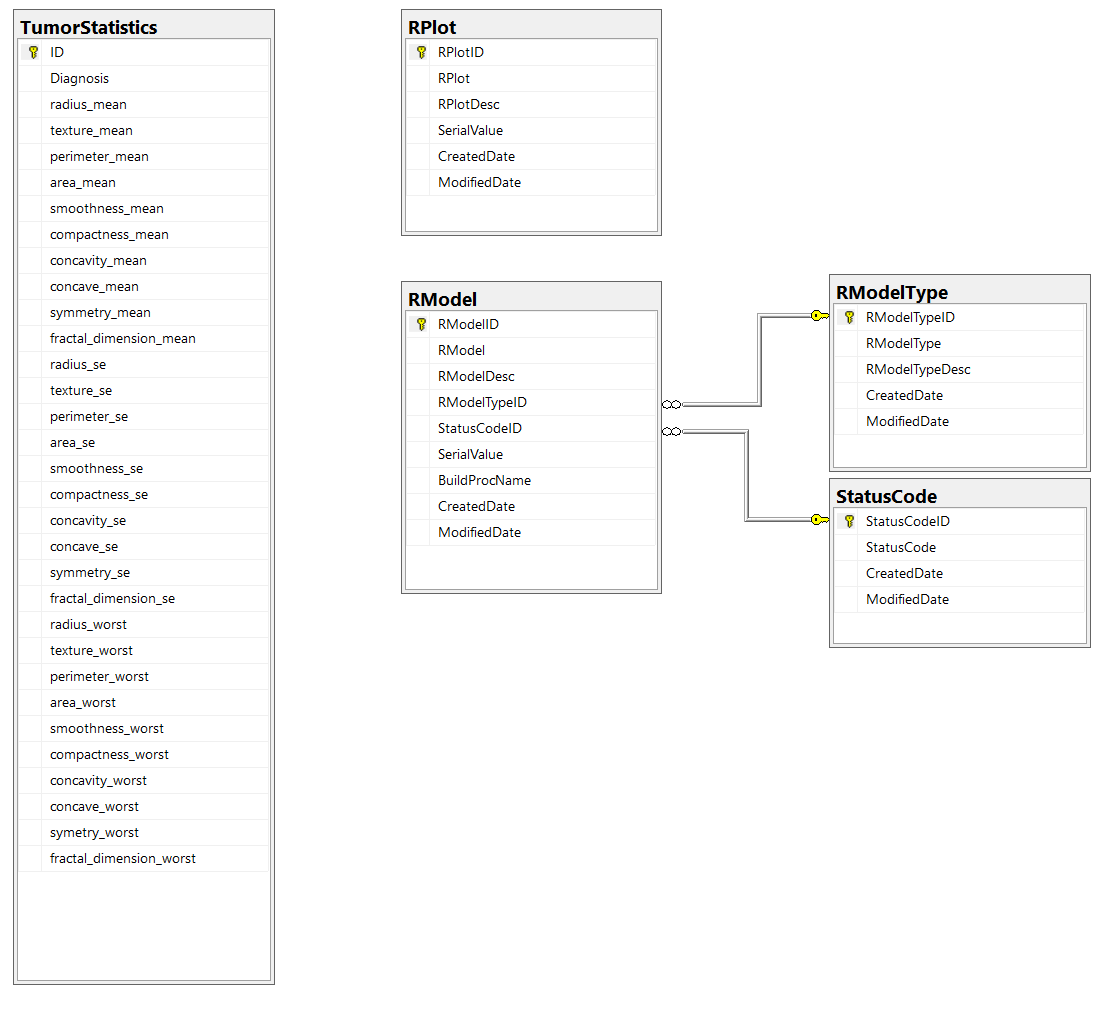 TumorStatistics
ID
Diagnosis
radius_mean
texture_mean
perimeter_mean
area_mean
smoothness_mean
compactness_mean
concavity_mean
concave_mean
symmetry_mean
fractal_dimension_mean
radius_se
texture_se
perimeter_se
area_se
smoothness_se
compactness_se
concavity_se
concave_se
symmetry_se
fractal_dimension_se
radius_worst
texture_worst
perimeter_worst
area_worst
smoothness_worst
compactness_worst
concavity_worst
concave_worst
symetry_worst
fractal_dimension_worst
RPlot
RPlotID
RPlot
RPlotDesc
SerialValue
CreatedDate
ModifiedDate
RModel
RModelID
RModel
RModelDesc
RModelTypeID
StatusCodeID
SerialValue
BuildProcName
CreatedDate
ModifiedDate
RModelType
RModelTypeID
RModelType
RModelTypeDesc
CreatedDate
ModifiedDate
StatusCode
StatusCodeID
StatusCode
CreatedDate
ModifiedDate